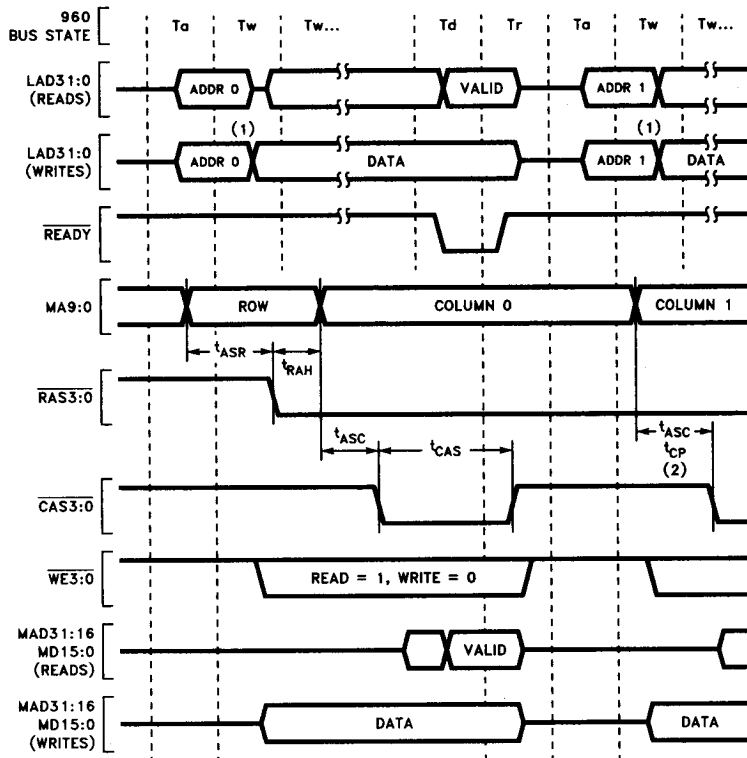 960
BUS STATE
Ta Tw Tw... Td Tr Ta Tw Tw...
LAD31:0
(READS)
ADDR 0 VALID ADDR 1
(1) (1)
LAD31:0
(WRITES)
ADDR 0 DATA ADDR 1 DATA
READY
MA9:0 ROW COLUMN 0 COLUMN 1
tASR
tRAH
RAS3:0
tASC tCAS tASC
tCP
(2)
CAS3:0
WE3:0 READ = 1, WRITE = 0
MAD31:16
MD15:0
(READS)
VALID
MAD31:16
MD15:0
(WRITES)
DATA DATA